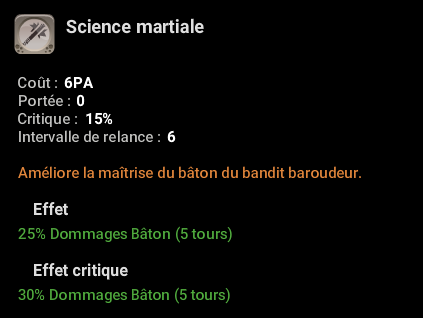 Science martiale
Coût : 6PA
Portée : 0
Critique : 15%
Intervalle de relance : 6
Améliore la maîtrise du bâton du bandit baroudeur.
Effet
25% Dommages Bâton (5 tours)
Effet critique
30% Dommages Bâton (5 tours)